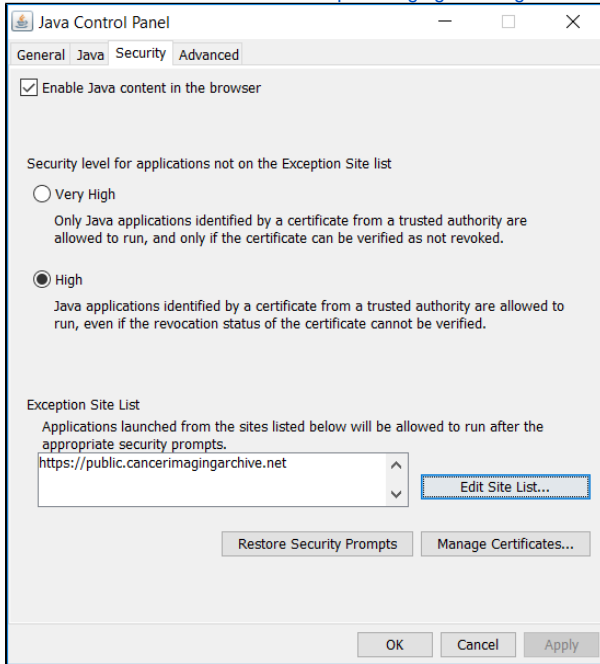 Java Control Panel
General Java Security Advanced
Enable Java content in the browser
Security level for applications not on the Exception Site list
Very High
Only Java applications identified by a certificate from a trusted authority are
allowed to run, and only if the certificate can be verified as not revoked.
High
Java applications identified by a certificate from a trusted authority are allowed to
run, even if the revocation status of the certificate cannot be verified.
Exception Site List
Applications launched from the sites listed below will be allowed to run after the
appropriate security prompts.
https://public.cancerimagingarchive.net
Edit Site List...
Restore Security Prompts Manage Certificates...
OK Cancel Apply